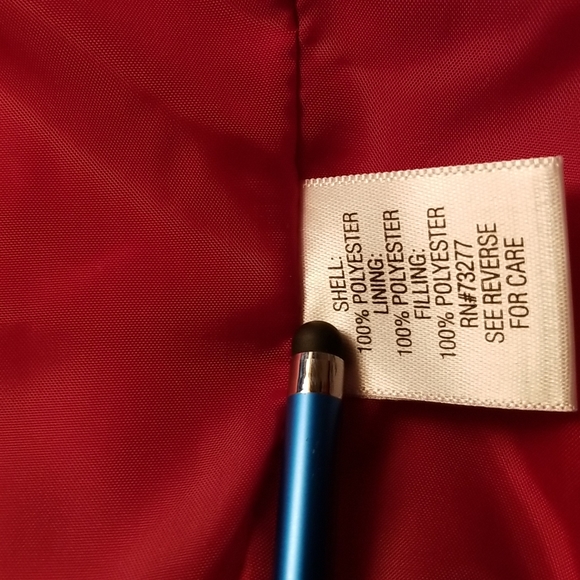 SHELL:
100% POLYESTER
LINING:
100% POLYESTER
FILLING:
100% POLYESTER
RN#73277
SEE REVERSE
FOR CARE